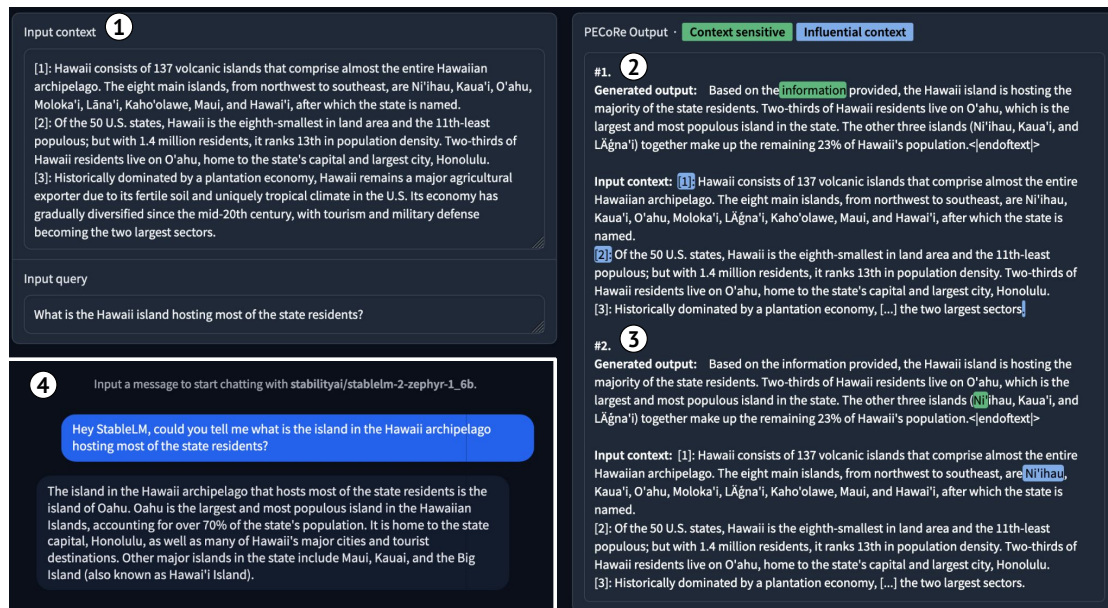 Input context 1
[1]: Hawaii consists of 137 volcanic islands that comprise almost the entire Hawaiian
archipelago. The eight main islands, from northwest to southeast, are Ni'ihau, Kaua'i, O'ahu,
Moloka'i, Lāna'i, Kaho'olawe, Maui, and Hawai'i, after which the state is named.
[2]: Of the 50 U.S. states, Hawaii is the eighth-smallest in land area and the 11th-least
populous; but with 1.4 million residents, it ranks 13th in population density. Two-thirds of
Hawaii residents live on O'ahu, home to the state's capital and largest city, Honolulu.
[3]: Historically dominated by a plantation economy, Hawaii remains a major agricultural
exporter due to its fertile soil and uniquely tropical climate in the U.S. Its economy has
gradually diversified since the mid-20th century, with tourism and military defense
becoming the two largest sectors.
Input query
What is the Hawaii island hosting most of the state residents?
4
Input a message to start chatting with stabilityai/stablelm-2-zephyr-1_6b.
Hey StableLM, could you tell me what is the island in the Hawaii archipelago
hosting most of the state residents?
The island in the Hawaii archipelago that hosts most of the state residents is the
island of Oahu. Oahu is the largest and most populous island in the Hawaiian
Islands, accounting for over 70% of the state's population. It is home to the state
capital, Honolulu, as well as many of Hawaii's major cities and tourist
destinations. Other major islands in the state include Maui, Kauai, and the Big
Island (also known as Hawai'i Island).
PECoRe Output · Context sensitive Influential context
#1. 2
Generated output: Based on the information provided, the Hawaii island is hosting the
majority of the state residents. Two-thirds of Hawaii residents live on O'ahu, which is the
largest and most populous island in the state. The other three islands (Ni'ihau, Kaua'i, and
LÄģna'i) together make up the remaining 23% of Hawaii's population.<|endoftext|>
Input context: [1]: Hawaii consists of 137 volcanic islands that comprise almost the entire
Hawaiian archipelago. The eight main islands, from northwest to southeast, are Ni'ihau,
Kaua'i, O'ahu, Moloka'i, LÄģna'i, Kaho'olawe, Maui, and Hawai'i, after which the state is
named.
[2]: Of the 50 U.S. states, Hawaii is the eighth-smallest in land area and the 11th-least
populous; but with 1.4 million residents, it ranks 13th in population density. Two-thirds of
Hawaii residents live on O'ahu, home to the state's capital and largest city, Honolulu.
[3]: Historically dominated by a plantation economy, [...] the two largest sectors.
#2. 3
Generated output: Based on the information provided, the Hawaii island is hosting the
majority of the state residents. Two-thirds of Hawaii residents live on O'ahu, which is the
largest and most populous island in the state. The other three islands (Ni'ihau, Kaua'i, and
LÄģna'i) together make up the remaining 23% of Hawaii's population.<|endoftext|>
Input context: [1]: Hawaii consists of 137 volcanic islands that comprise almost the entire
Hawaiian archipelago. The eight main islands, from northwest to southeast, are Ni'ihau,
Kaua'i, O'ahu, Moloka'i, LÄģna'i, Kaho'olawe, Maui, and Hawai'i, after which the state is
named.
[2]: Of the 50 U.S. states, Hawaii is the eighth-smallest in land area and the 11th-least
populous; but with 1.4 million residents, it ranks 13th in population density. Two-thirds of
Hawaii residents live on O'ahu, home to the state's capital and largest city, Honolulu.
[3]: Historically dominated by a plantation economy, [...] the two largest sectors.